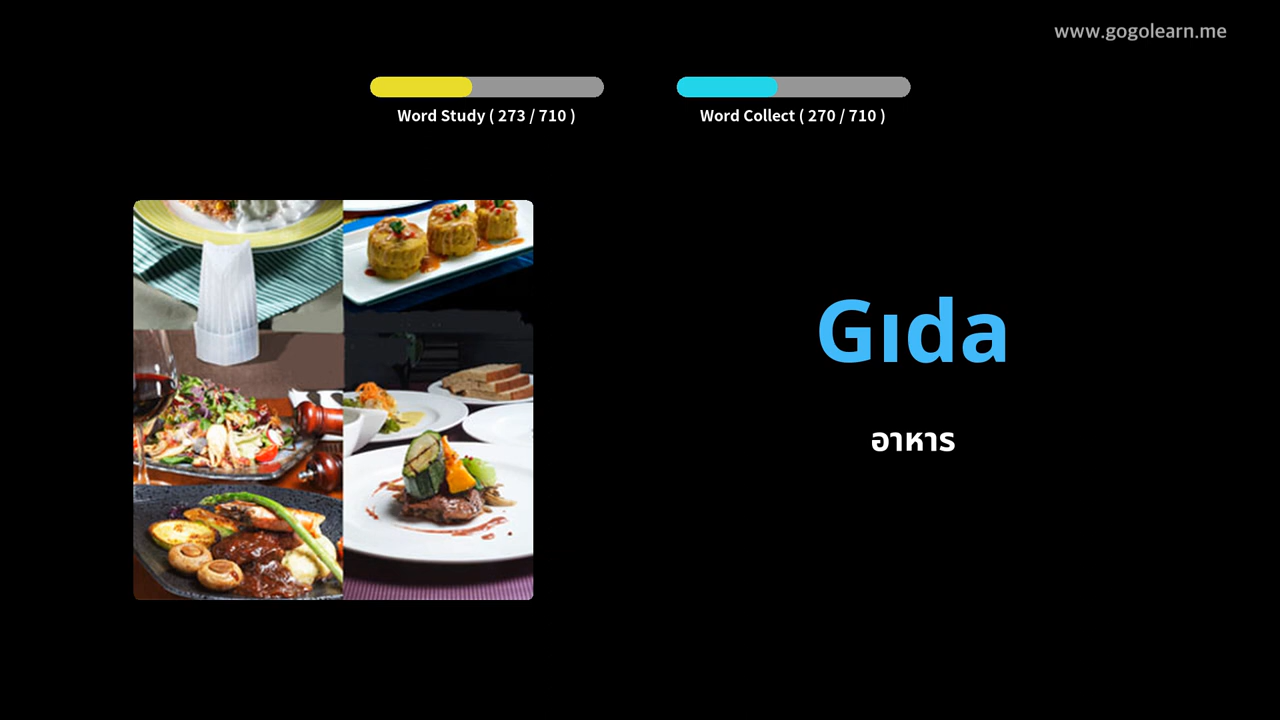 www.gogolearn.me
Word Study ( 273 / 710 )
Word Collect ( 270 / 710 )
Gıda
อาหาร